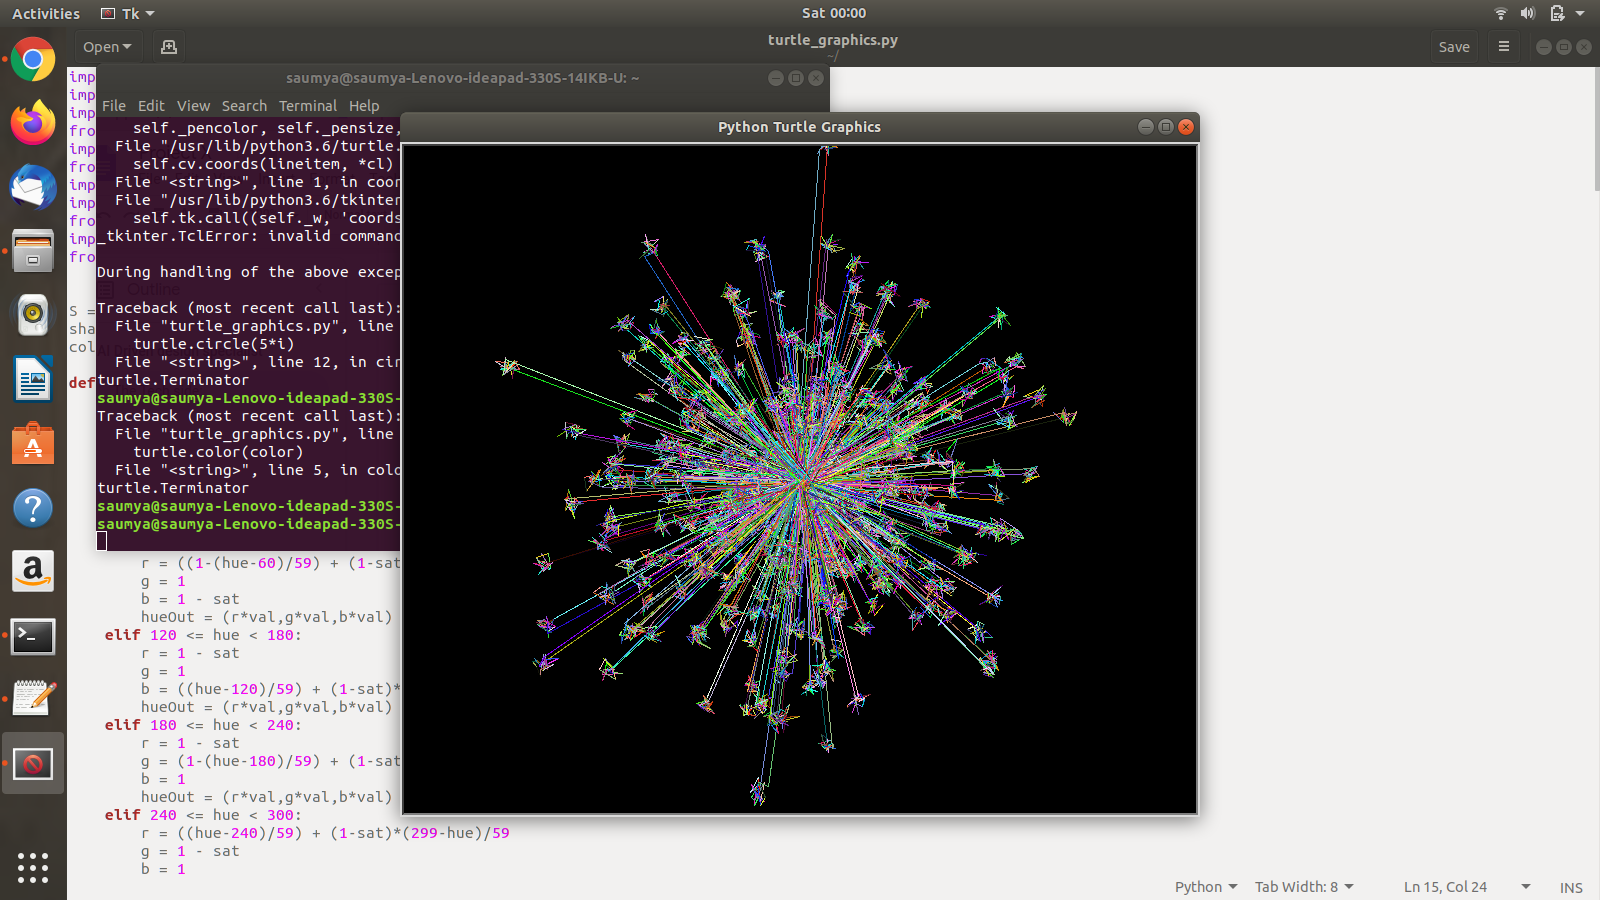 Activities
Tk
Sat 00:00
Open
turtle_graphics.py
~/
Save
saumya@saumya-Lenovo-ideapad-330S-14IKB-U: ~
File Edit View Search Terminal Help
Python Turtle Graphics
imp
imp
imp
fro
imp
fro
imp
imp
fro
imp
fro
S =
sha
col
def
self._pencolor, self._pensize,
File "/usr/lib/python3.6/turtle.
self.cv.coords(lineitem, *cl)
File "<string>", line 1, in coor
File "/usr/lib/python3.6/tkinter
self.tk.call((self._w, 'coords
_tkinter.TclError: invalid command
During handling of the above excep
Outline
Traceback (most recent call last):
File "turtle_graphics.py", line
turtle.circle(5*i)
File "<string>", line 12, in cir
turtle.Terminator
saumya@saumya-Lenovo-ideapad-330S-
Traceback (most recent call last):
File "turtle_graphics.py", line
turtle.color(color)
File "<string>", line 5, in colo
turtle.Terminator
saumya@saumya-Lenovo-ideapad-330S-
saumya@saumya-Lenovo-ideapad-330S-
r = ((1-(hue-60)/59) + (1-sat
g = 1
b = 1 - sat
hueOut = (r*val,g*val,b*val)
elif 120 <= hue < 180:
r = 1 - sat
g = 1
b = ((hue-120)/59) + (1-sat)*
hueOut = (r*val,g*val,b*val)
elif 180 <= hue < 240:
r = 1 - sat
g = (1-(hue-180)/59) + (1-sat
b = 1
hueOut = (r*val,g*val,b*val)
elif 240 <= hue < 300:
r = ((hue-240)/59) + (1-sat)*(299-hue)/59
g = 1 - sat
b = 1
Python
Tab Width: 8
Ln 15, Col 24
INS